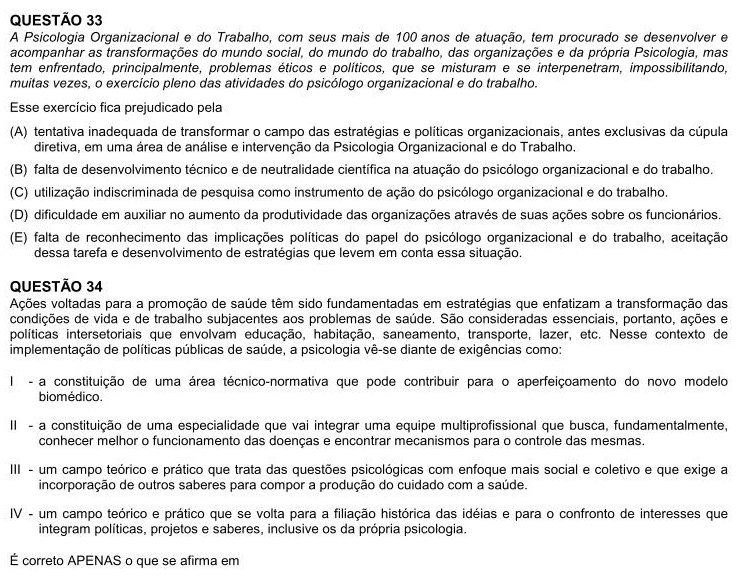 QUESTÃO 33
A Psicologia Organizacional e do Trabalho, com seus mais de 100 anos de atuação, tem procurado se desenvolver e
acompanhar as transformações do mundo social, do mundo do trabalho, das organizações e da própria Psicologia, mas
tem enfrentado, principalmente, problemas éticos e políticos, que se misturam e se interpenetram, impossibilitando,
muitas vezes, o exercício pleno das atividades do psicólogo organizacional e do trabalho.
Esse exercício fica prejudicado pela
(A) tentativa inadequada de transformar o campo das estratégias e políticas organizacionais, antes exclusivas da cúpula
diretiva, em uma área de análise e intervenção da Psicologia Organizacional e do Trabalho.
(B) falta de desenvolvimento técnico e de neutralidade científica na atuação do psicólogo organizacional e do trabalho.
(C) utilização indiscriminada de pesquisa como instrumento de ação do psicólogo organizacional e do trabalho.
(D) dificuldade em auxiliar no aumento da produtividade das organizações através de suas ações sobre os funcionários.
(E) falta de reconhecimento das implicações políticas do papel do psicólogo organizacional e do trabalho, aceitação
dessa tarefa e desenvolvimento de estratégias que levem em conta essa situação.
QUESTÃO 34
Ações voltadas para a promoção de saúde têm sido fundamentadas em estratégias que enfatizam a transformação das
condições de vida e de trabalho subjacentes aos problemas de saúde. São consideradas essenciais, portanto, ações e
políticas intersetoriais que envolvam educação, habitação, saneamento, transporte, lazer, etc. Nesse contexto de
implementação de políticas públicas de saúde, a psicologia vê-se diante de exigências como:
I - a constituição de uma área técnico-normativa que pode contribuir para o aperfeiçoamento do novo modelo
biomédico.
II - a constituição de uma especialidade que vai integrar uma equipe multiprofissional que busca, fundamentalmente,
conhecer melhor o funcionamento das doenças e encontrar mecanismos para o controle das mesmas.
III - um campo teórico e prático que trata das questões psicológicas com enfoque mais social e coletivo e que exige a
incorporação de outros saberes para compor a produção do cuidado com a saúde.
IV - um campo teórico e prático que se volta para a filiação histórica das idéias e para o confronto de interesses que
integram políticas, projetos e saberes, inclusive os da própria psicologia.
É correto APENAS o que se afirma em